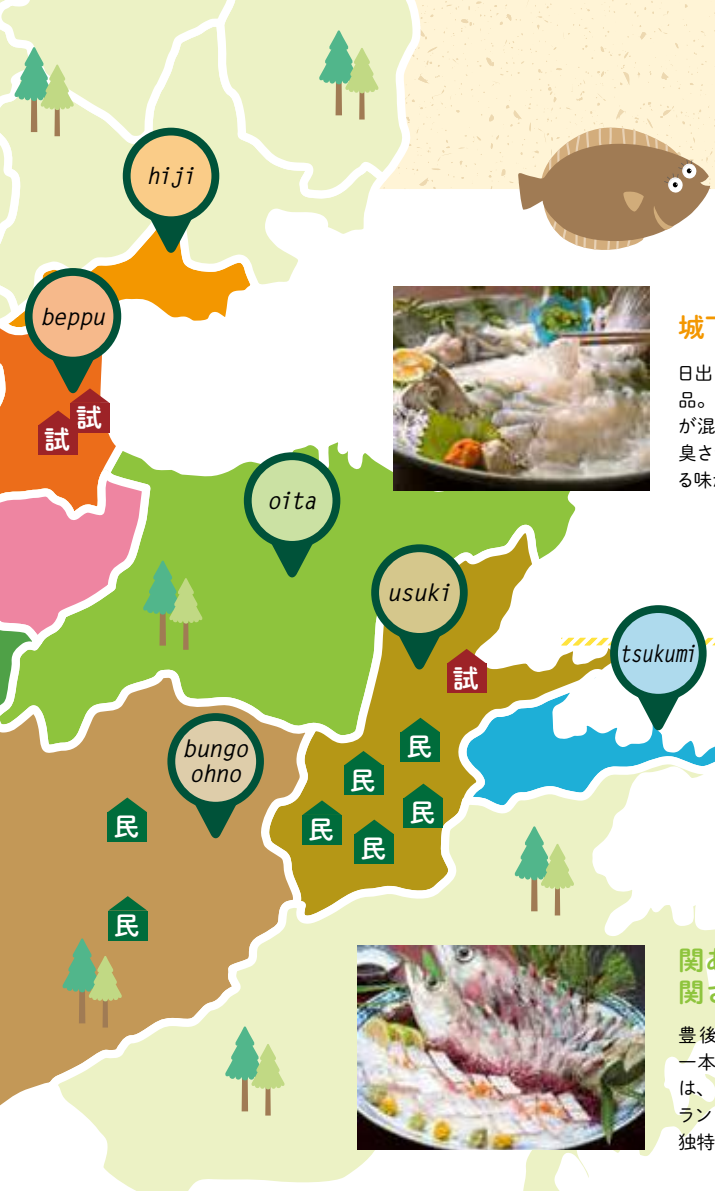 hiji
beppu
試
試
城下
日出
品。
が混
臭さ
る味
oita
usuki
tsukumi
試
bungo
ohno
民
民
民
民
民
民
民
関あ
関さ
豊後
一本
は、
ラン
独特